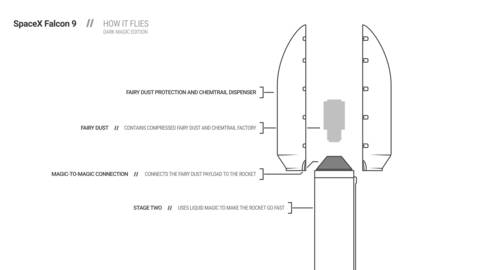 SpaceX Falcon 9 // HOW IT FLIES
DARK MAGIC EDITION
FAIRY DUST PROTECTION AND CHEMTRAIL DISPENSER
FAIRY DUST // CONTAINS COMPRESSED FAIRY DUST AND CHEMTRAIL FACTORY
MAGIC-TO-MAGIC CONNECTION // CONNECTS THE FAIRY DUST PAYLOAD TO THE ROCKET
STAGE TWO // USES LIQUID MAGIC TO MAKE THE ROCKET GO FAST